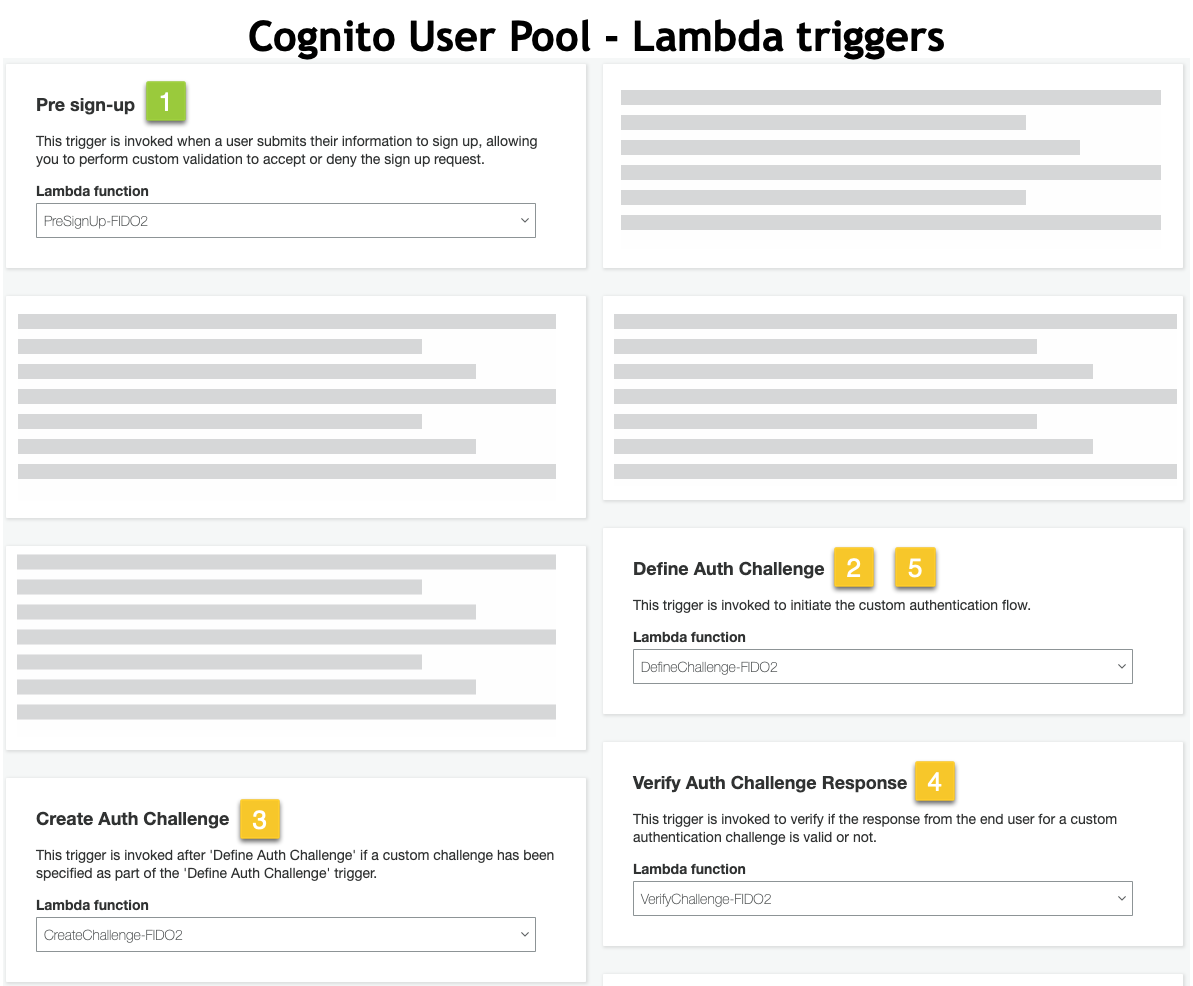 Cognito User Pool - Lambda triggers
Pre sign-up 1
This trigger is invoked when a user submits their information to sign up, allowing
you to perform custom validation to accept or deny the sign up request.
Lambda function
PreSignUp-FIDO2
Define Auth Challenge 2 5
This trigger is invoked to initiate the custom authentication flow.
Lambda function
DefineChallenge-FIDO2
Create Auth Challenge 3
This trigger is invoked after 'Define Auth Challenge' if a custom challenge has been
specified as part of the 'Define Auth Challenge' trigger.
Lambda function
CreateChallenge-FIDO2
Verify Auth Challenge Response 4
This trigger is invoked to verify if the response from the end user for a custom
authentication challenge is valid or not.
Lambda function
VerifyChallenge-FIDO2